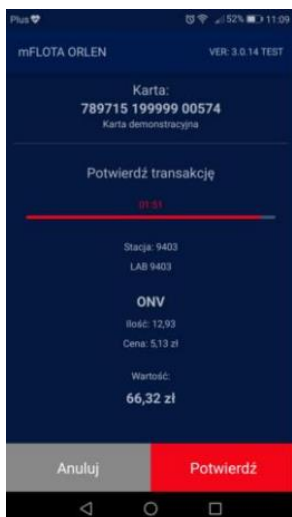 Plus
52% 11:09
mFLOTA ORLEN
VER: 3.0.14 TEST
Karta:
789715 199999 00574
Karta demonstracyjna
Potwierdź transakcję
01:51
Stacja: 9403
LAB 9403
ONV
Ilość: 12,93
Cena: 5,13 zł
Wartość:
66,32 zł
Anuluj
Potwierdź